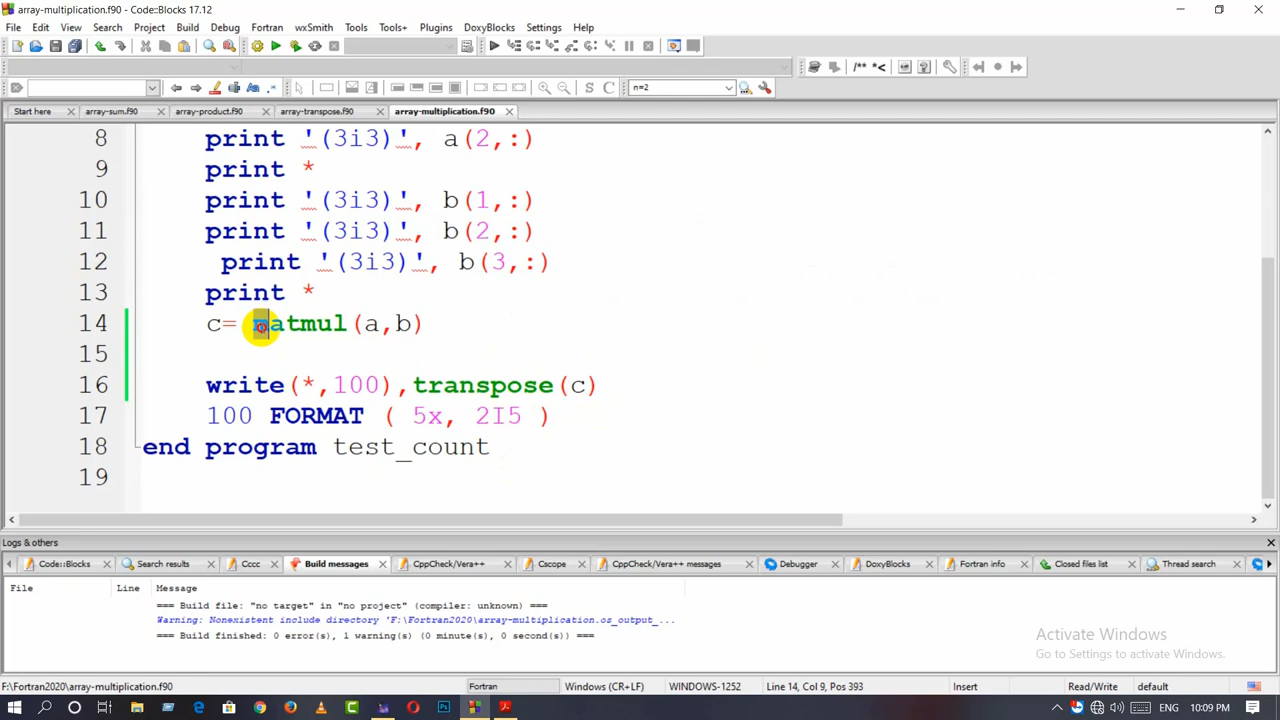 array-multiplication.f90 - Code::Blocks 17.12
File Edit View Search Project Build Debug Fortran wxSmith Tools Tools+ Plugins DoxyBlocks Settings Help
/** *<
S C n=2
Start here array-sum.f90 array-product.f90 array-transpose.f90 array-multiplication.f90
8 print '(3i3)', a(2,:)
9 print *
10 print '(3i3)', b(1,:)
11 print '(3i3)', b(2,:)
12 print '(3i3)', b(3,:)
13 print *
14 c= matmul(a,b)
15
16 write(*,100),transpose(c)
17 100 FORMAT ( 5x, 2I5 )
18 end program test_count
19
Logs & others
Code::Blocks Search results Cccc Build messages CppCheck/Vera++ Cscope CppCheck/Vera++ messages Debugger DoxyBlocks Fortran info Closed files list Thread search
File Line Message
=== Build file: "no target" in "no project" (compiler: unknown) ===
Warning: Nonexistent include directory 'F:\Fortran2020\array-multiplication.os_output_...
=== Build finished: 0 error(s), 1 warning(s) (0 minute(s), 0 second(s)) ===
Activate Windows
Go to Settings to activate Windows.
F:\Fortran2020\array-multiplication.f90 Fortran Windows (CR+LF) WINDOWS-1252 Line 14, Col 9, Pos 393 Insert Read/Write default
ENG 10:09 PM